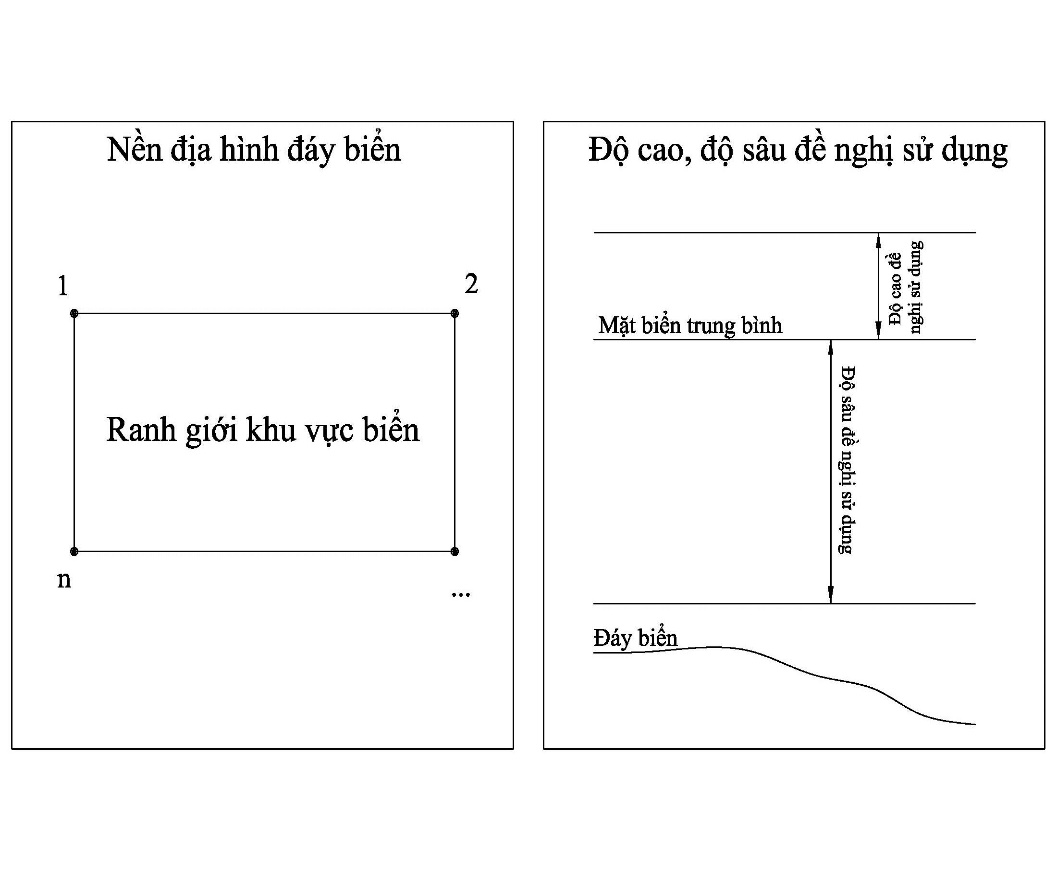 Nền địa hình đáy biển
1
2
Ranh giới khu vực biển
n
...
Độ cao, độ sâu đề nghị sử dụng
Độ cao đề
nghị sử dụng
Mặt biển trung bình
Độ sâu đề nghị sử dụng
Đáy biển